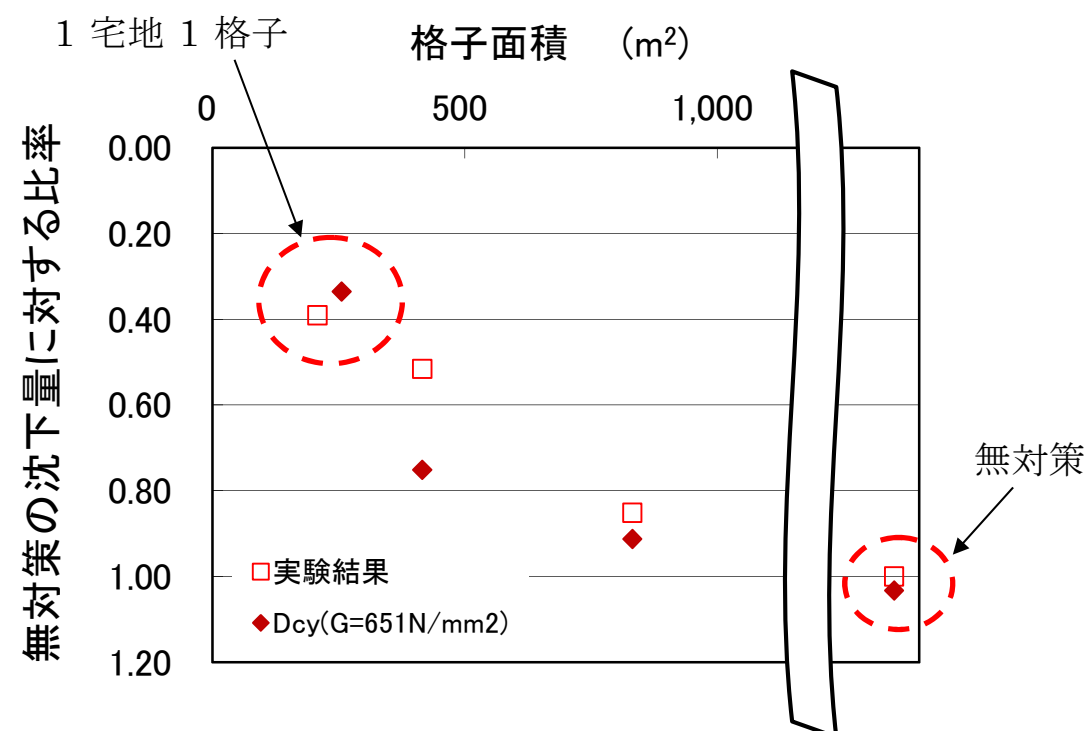 1 宅地 1 格子
格子面積 (m²)
0 500 1,000
無対策の沈下量に対する比率
0.00
0.20
0.40
0.60
0.80
1.00
1.20
無対策
実験結果
Dcy(G=651N/mm2)